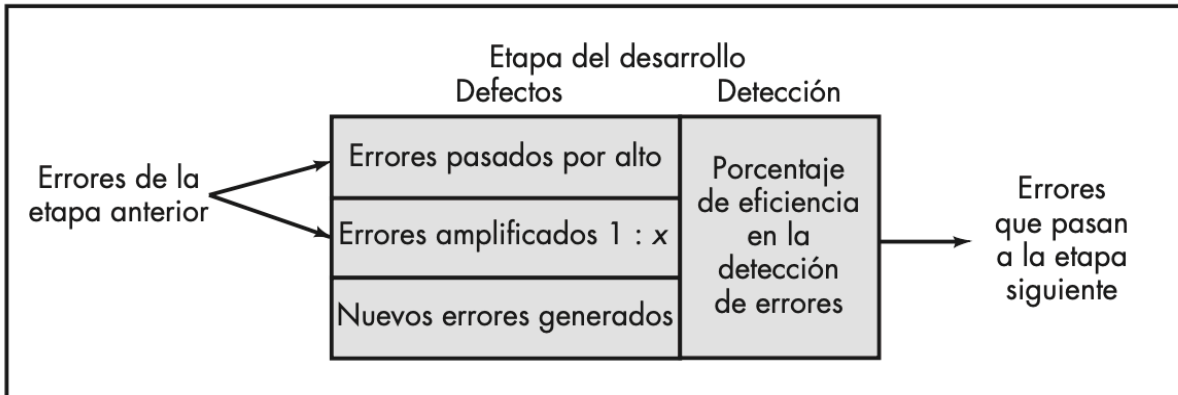 Etapa del desarrollo
Defectos
Detección
Errores de la
etapa anterior
Errores pasados por alto
Errores amplificados 1 : x
Nuevos errores generados
Porcentaje
de eficiencia
en la
detección
de errores
Errores
que pasan
a la etapa
siguiente